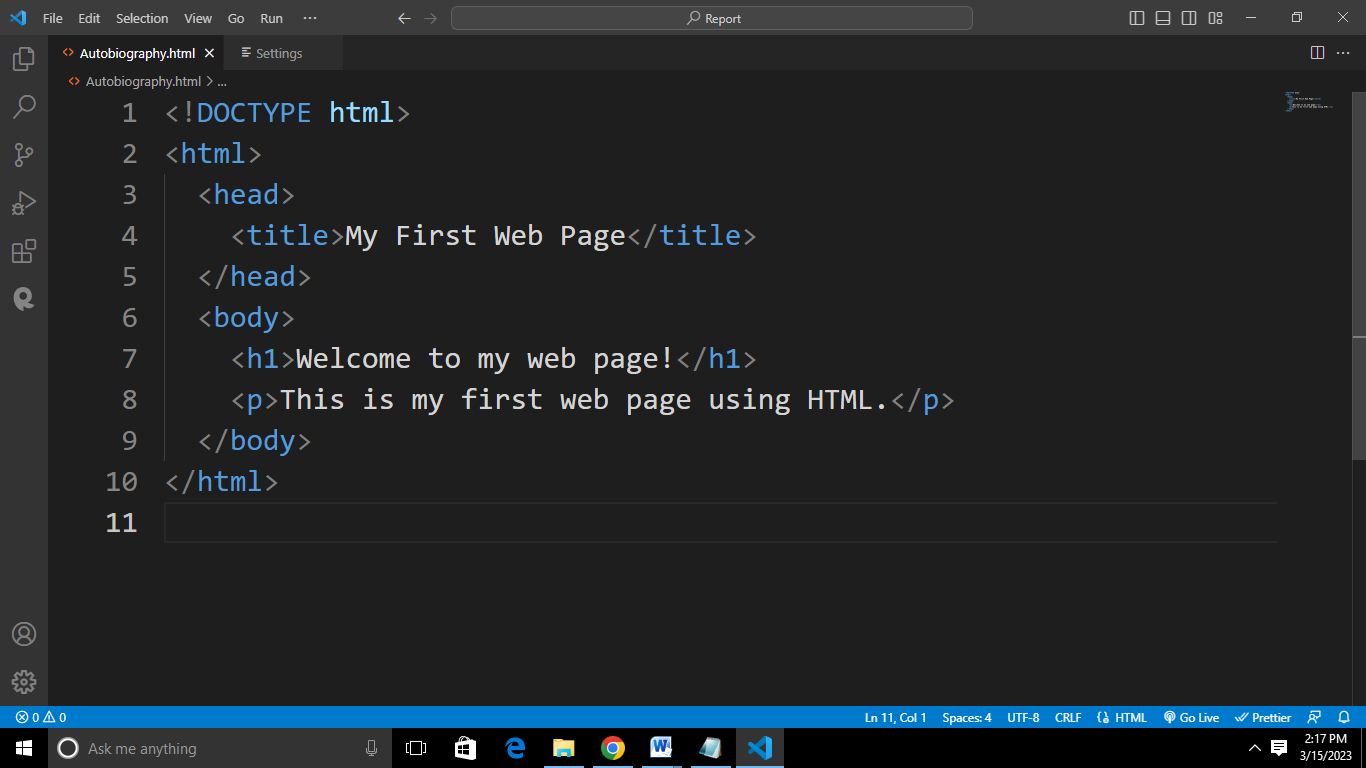 File Edit Selection View Go Run ··· Report
Autobiography.html Settings
Autobiography.html > ...
1 <!DOCTYPE html>
2 <html>
3   <head>
4     <title>My First Web Page</title>
5   </head>
6   <body>
7     <h1>Welcome to my web page!</h1>
8     <p>This is my first web page using HTML.</p>
9   </body>
10 </html>
11
0 0 Ln 11, Col 1 Spaces: 4 UTF-8 CRLF HTML Go Live Prettier
Ask me anything 2:17 PM
3/15/2023